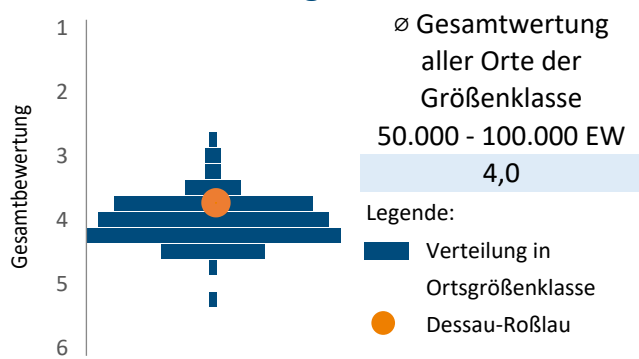 1
2
3
4
5
6
Gesamtbewertung
⌀ Gesamtwertung
aller Orte der
Größenklasse
50.000 - 100.000 EW
4,0
Legende:
Verteilung in
Ortsgrößenklasse
Dessau-Roßlau